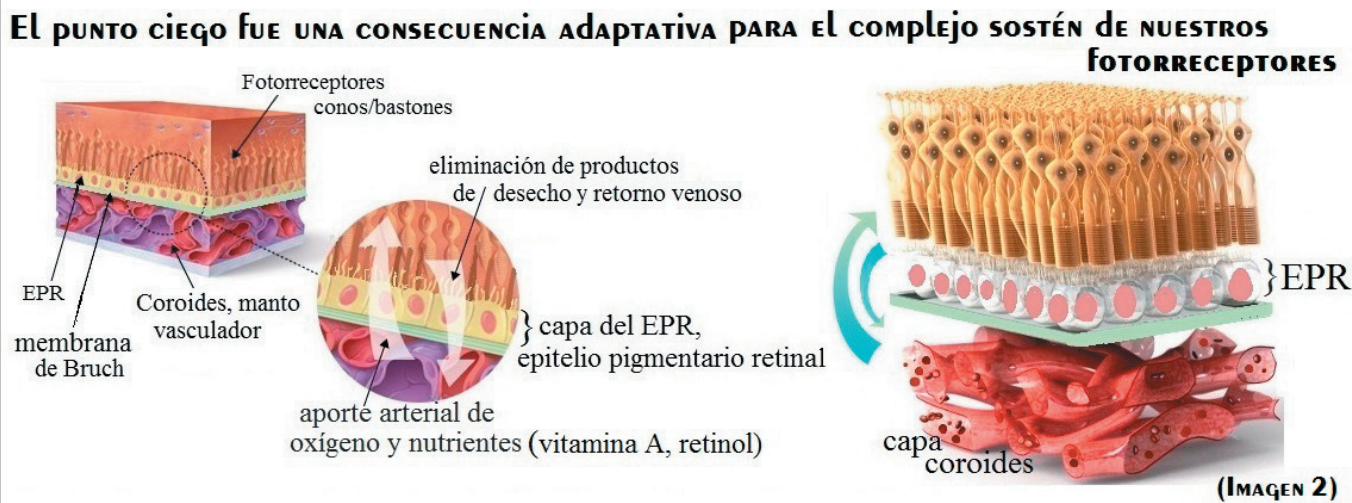 El punto ciego fue una consecuencia adaptativa para el complejo sostén de nuestros
fotorreceptores
Fotorreceptores
conos/bastones
eliminación de productos
de desecho y retorno venoso
EPR
membrana
de Bruch
Coroides, manto
vasculador
capa del EPR,
epitelio pigmentario retinal
aporte arterial de
oxígeno y nutrientes (vitamina A, retinol)
EPR
capa
coroides
(Imagen 2)